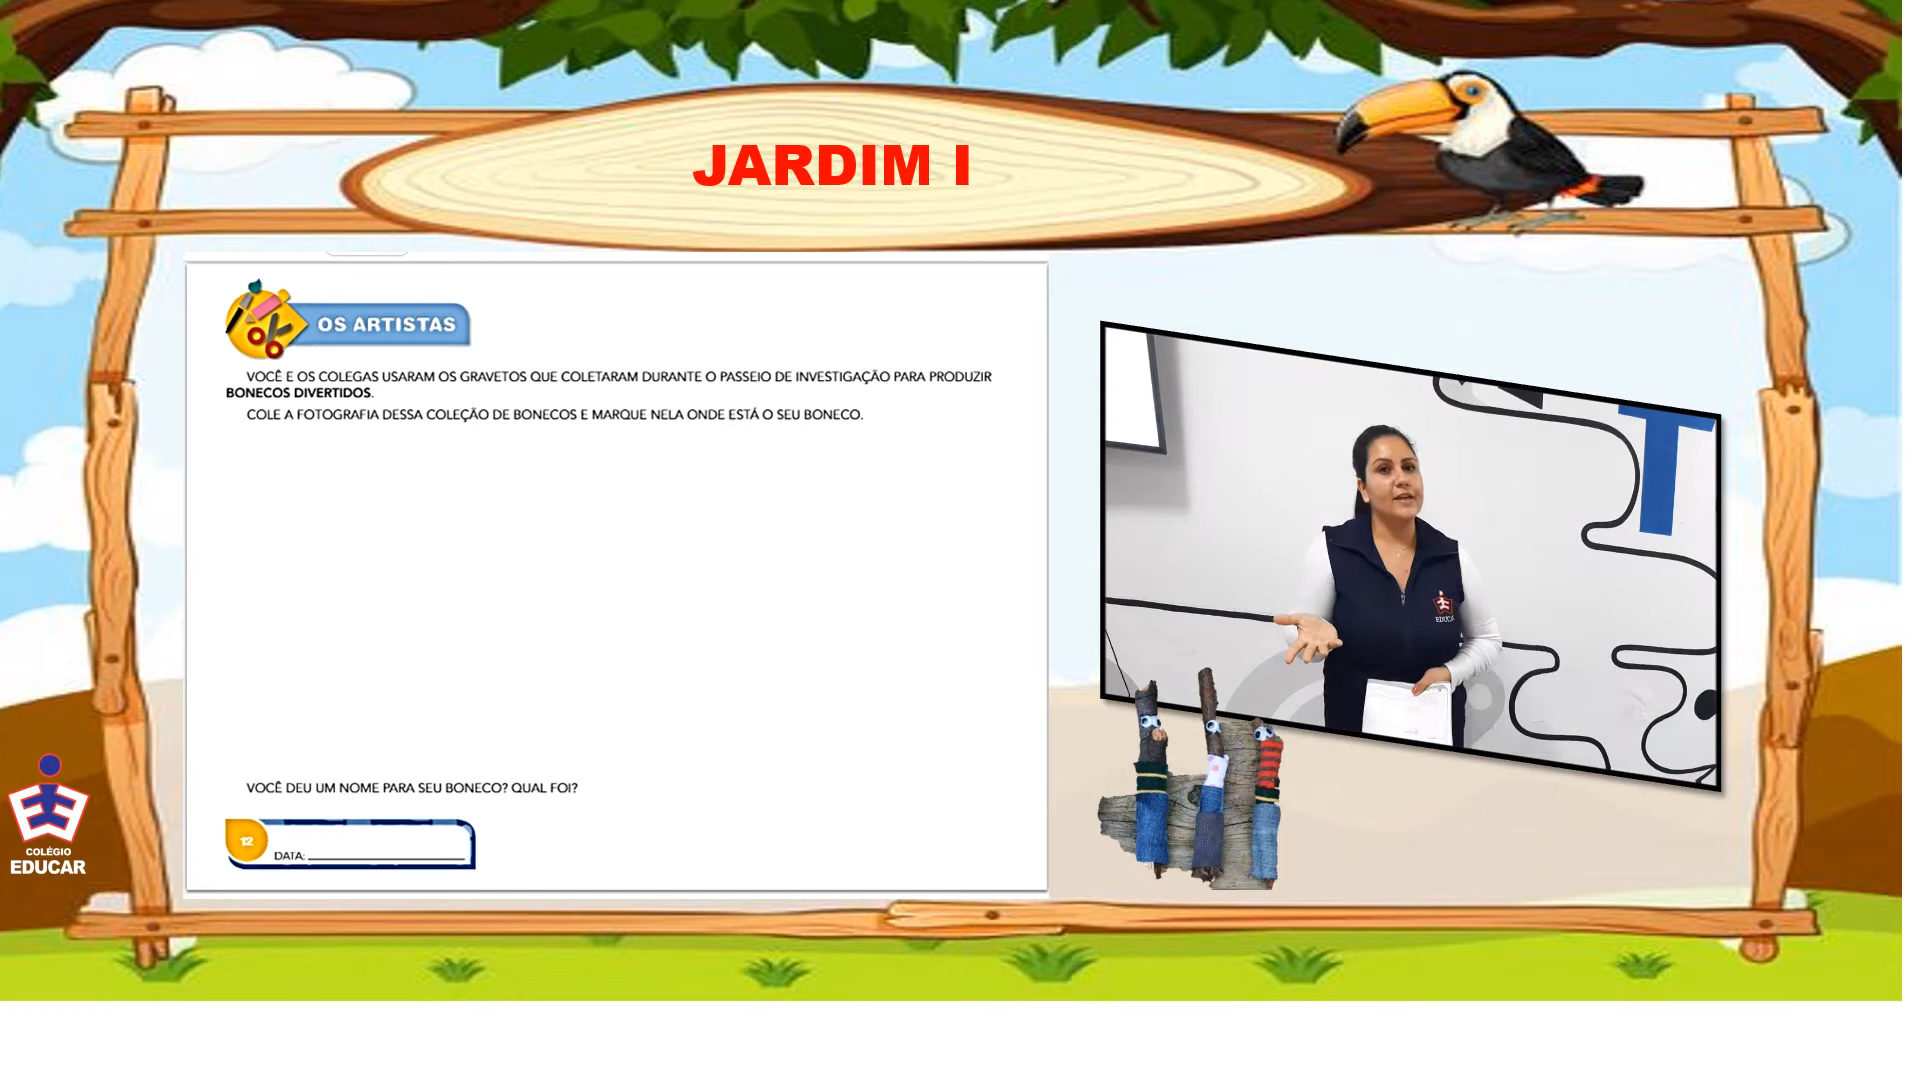 JARDIM I
OS ARTISTAS
VOCÊ E OS COLEGAS USARAM OS GRAVETOS QUE COLETARAM DURANTE O PASSEIO DE INVESTIGAÇÃO PARA PRODUZIR
BONECOS DIVERTIDOS.
COLE A FOTOGRAFIA DESSA COLEÇÃO DE BONECOS E MARQUE NELA ONDE ESTÁ O SEU BONECO.
VOCÊ DEU UM NOME PARA SEU BONECO? QUAL FOI?
12
DATA:
T
EDUCAR
COLÉGIO
EDUCAR